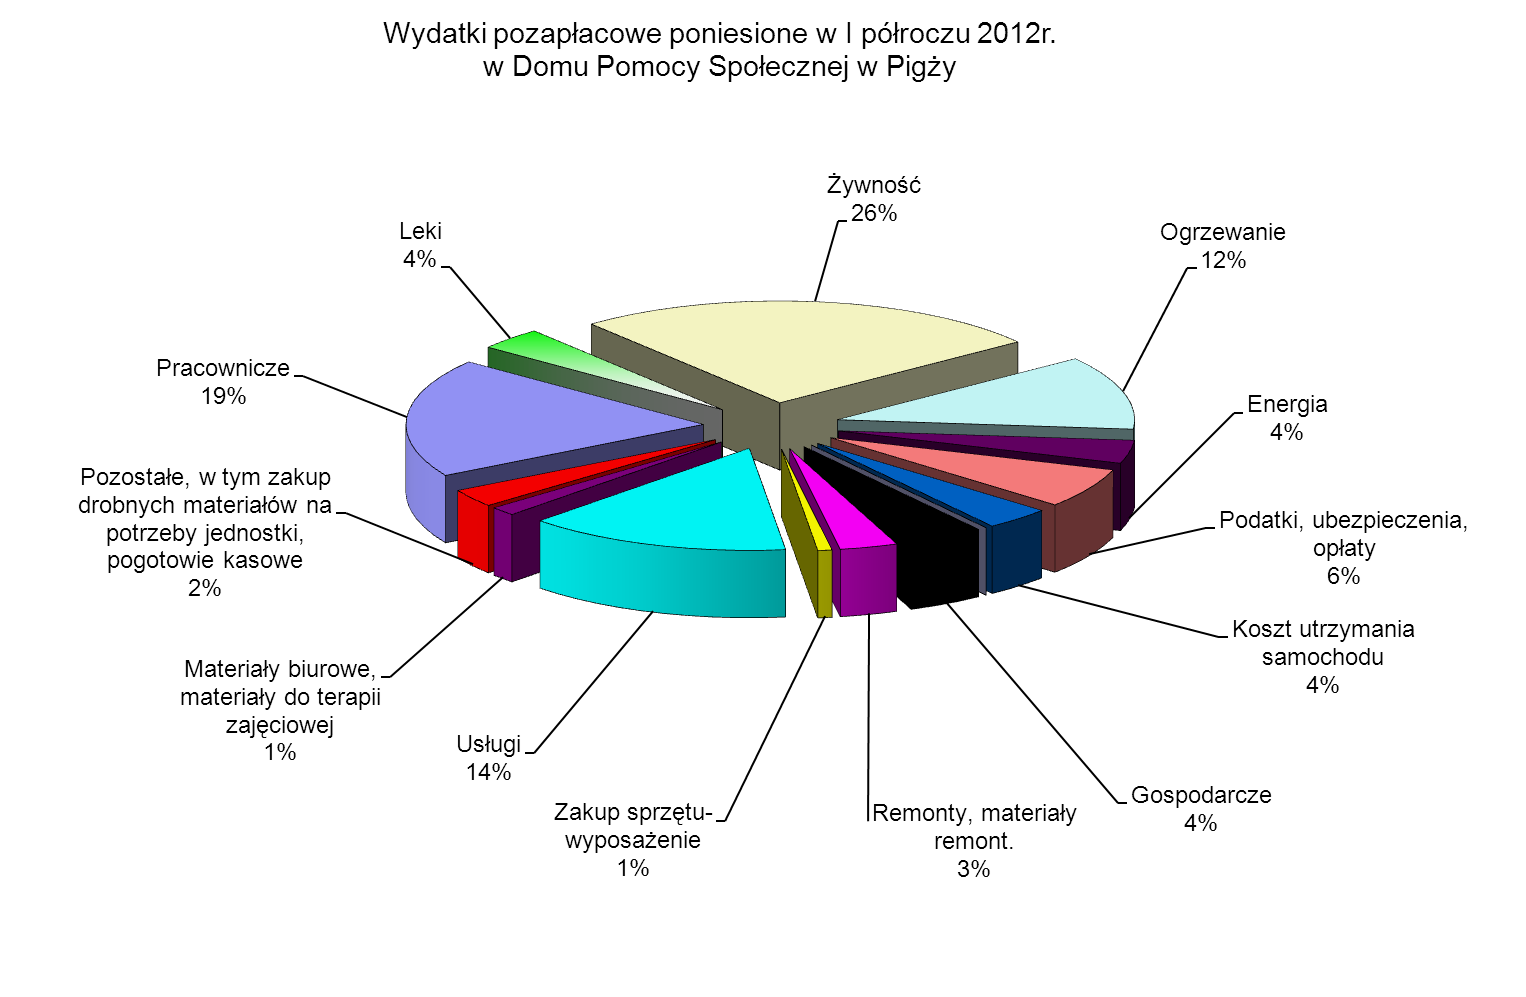 Wydatki pozapłacowe poniesione w I półroczu 2012r.
w Domu Pomocy Społecznej w Pigży
Żywność
26%
Ogrzewanie
12%
Energia
4%
Podatki, ubezpieczenia,
opłaty
6%
Koszt utrzymania
samochodu
4%
Gospodarcze
4%
Remonty, materiały
remont.
3%
Zakup sprzętu-
wyposażenie
1%
Usługi
14%
Materiały biurowe,
materiały do terapii
zajęciowej
1%
Pozostałe, w tym zakup
drobnych materiałów na
potrzeby jednostki,
pogotowie kasowe
2%
Pracownicze
19%
Leki
4%